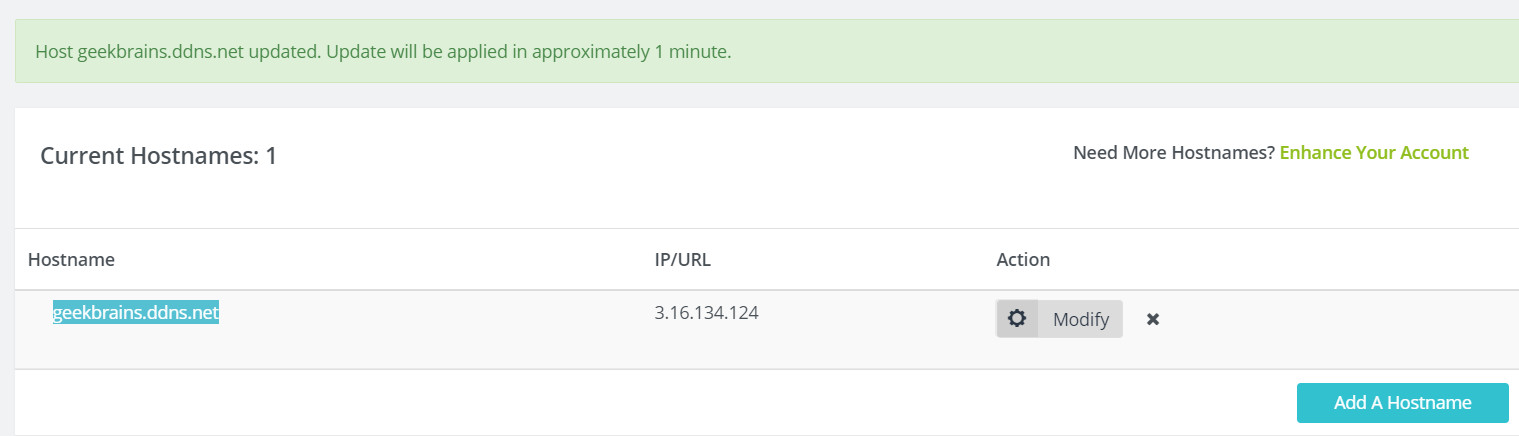 Host geekbrains.ddns.net updated. Update will be applied in approximately 1 minute.
Current Hostnames: 1
Need More Hostnames? Enhance Your Account
Hostname IP/URL Action
geekbrains.ddns.net 3.16.134.124 Modify
Add A Hostname